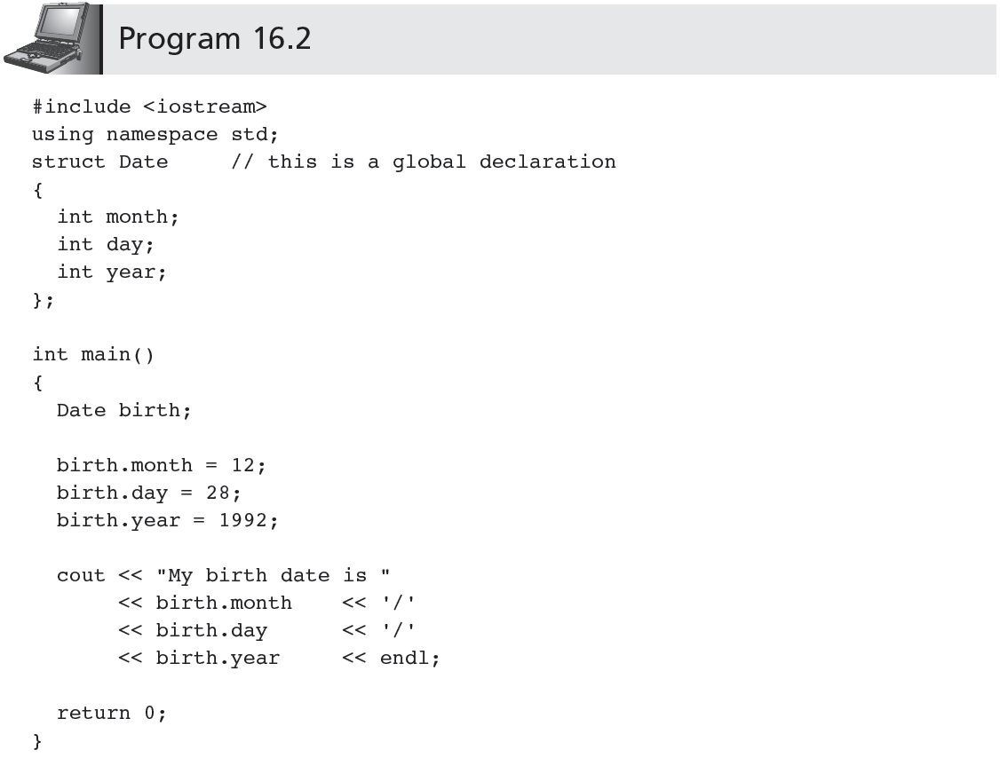 Program 16.2
#include <iostream>
using namespace std;
struct Date     // this is a global declaration
{
  int month;
  int day;
  int year;
};
int main()
{
  Date birth;
  birth.month = 12;
  birth.day = 28;
  birth.year = 1992;
  cout << "My birth date is "
       << birth.month    << '/'
       << birth.day      << '/'
       << birth.year     << endl;
  return 0;
}